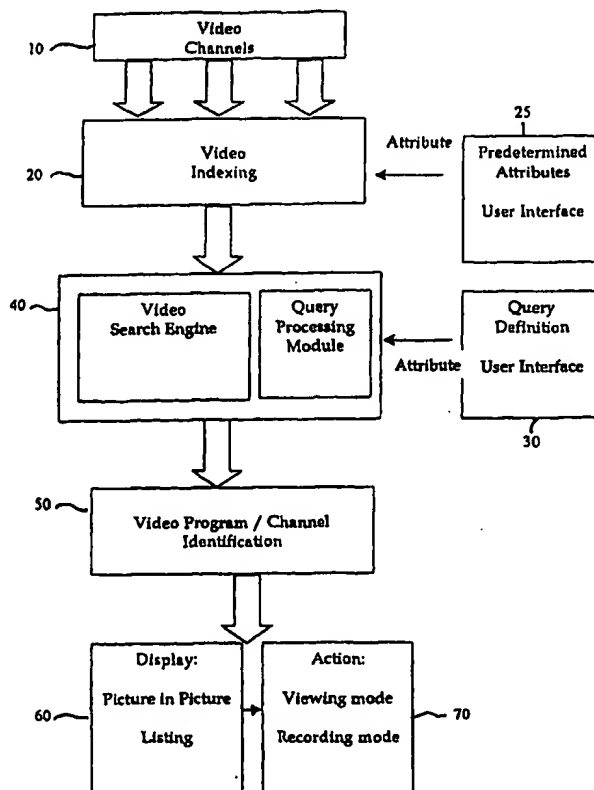 10
Video
Channels
25
Attribute
Predetermined
Attributes
User Interface
20
Video
Indexing
40
Video
Search Engine
Query
Processing
Module
Attribute
Query
Definition
User Interface
30
50
Video Program / Channel
Identification
60
Display:
Picture in Picture
Listing
Action:
Viewing mode
Recording mode
70